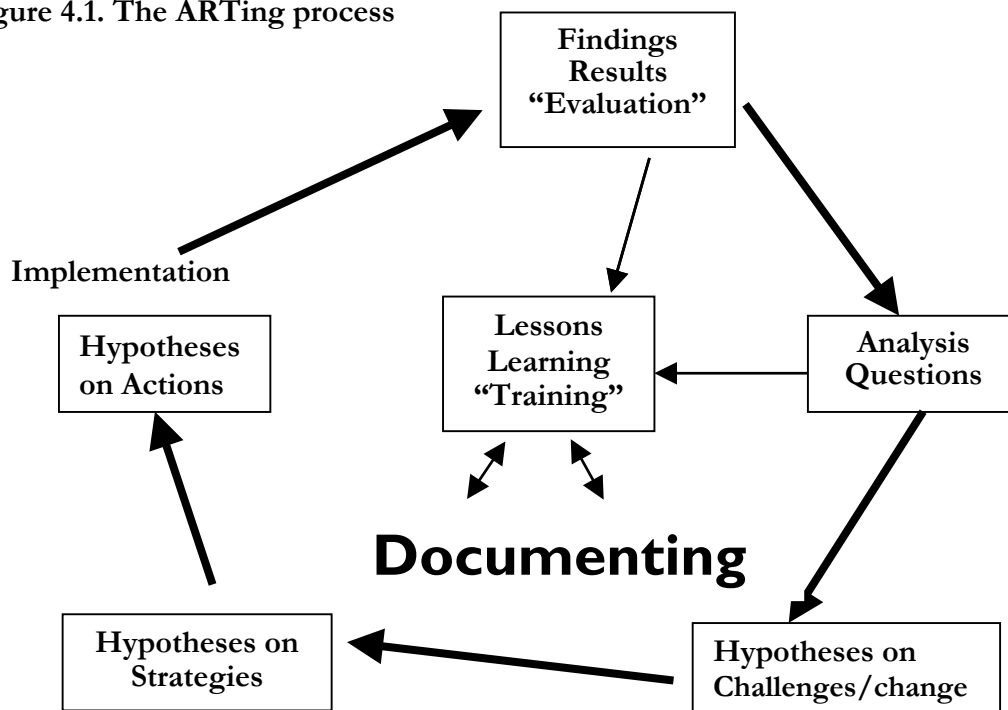 gure 4.1. The ARTing process
Findings
Results
“Evaluation”
Implementation
Hypotheses
on Actions
Lessons
Learning
“Training”
Analysis
Questions
Documenting
Hypotheses on
Strategies
Hypotheses on
Challenges/change